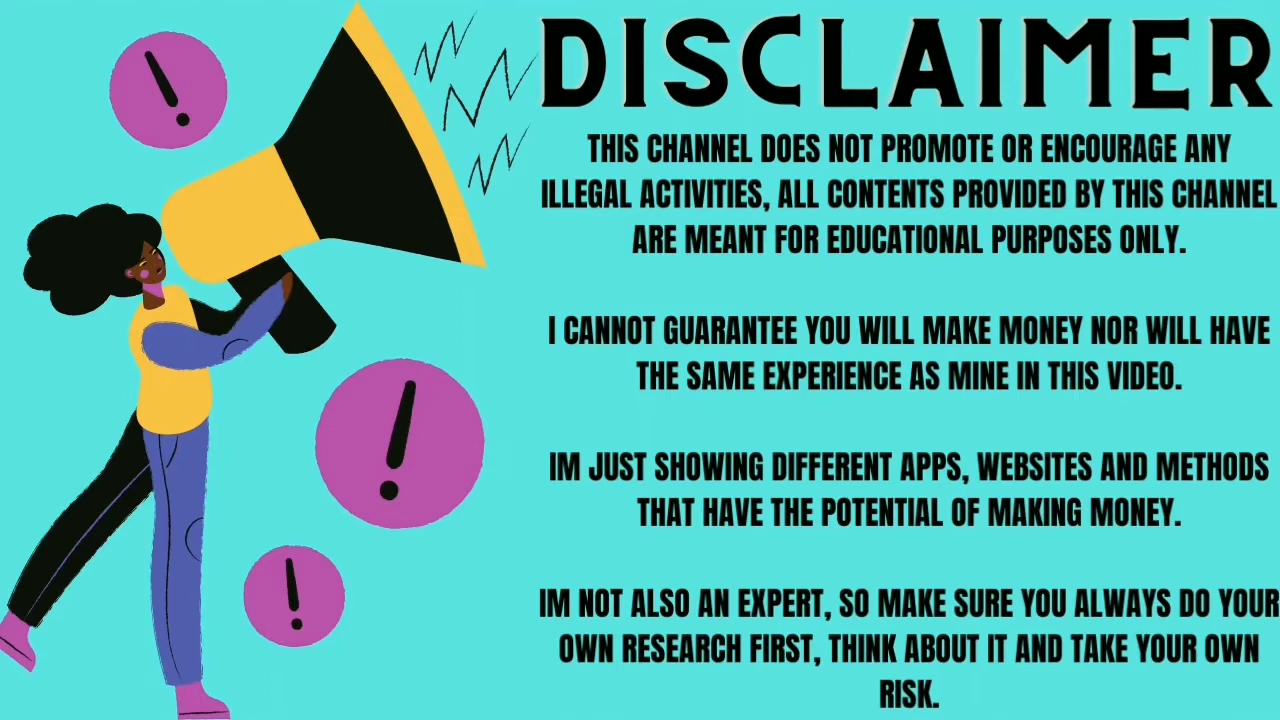 DISCLAIMER
THIS CHANNEL DOES NOT PROMOTE OR ENCOURAGE ANY
ILLEGAL ACTIVITIES, ALL CONTENTS PROVIDED BY THIS CHANNEL
ARE MEANT FOR EDUCATIONAL PURPOSES ONLY.
I CANNOT GUARANTEE YOU WILL MAKE MONEY NOR WILL HAVE
THE SAME EXPERIENCE AS MINE IN THIS VIDEO.
IM JUST SHOWING DIFFERENT APPS, WEBSITES AND METHODS
THAT HAVE THE POTENTIAL OF MAKING MONEY.
IM NOT ALSO AN EXPERT, SO MAKE SURE YOU ALWAYS DO YOUR
OWN RESEARCH FIRST, THINK ABOUT IT AND TAKE YOUR OWN
RISK.